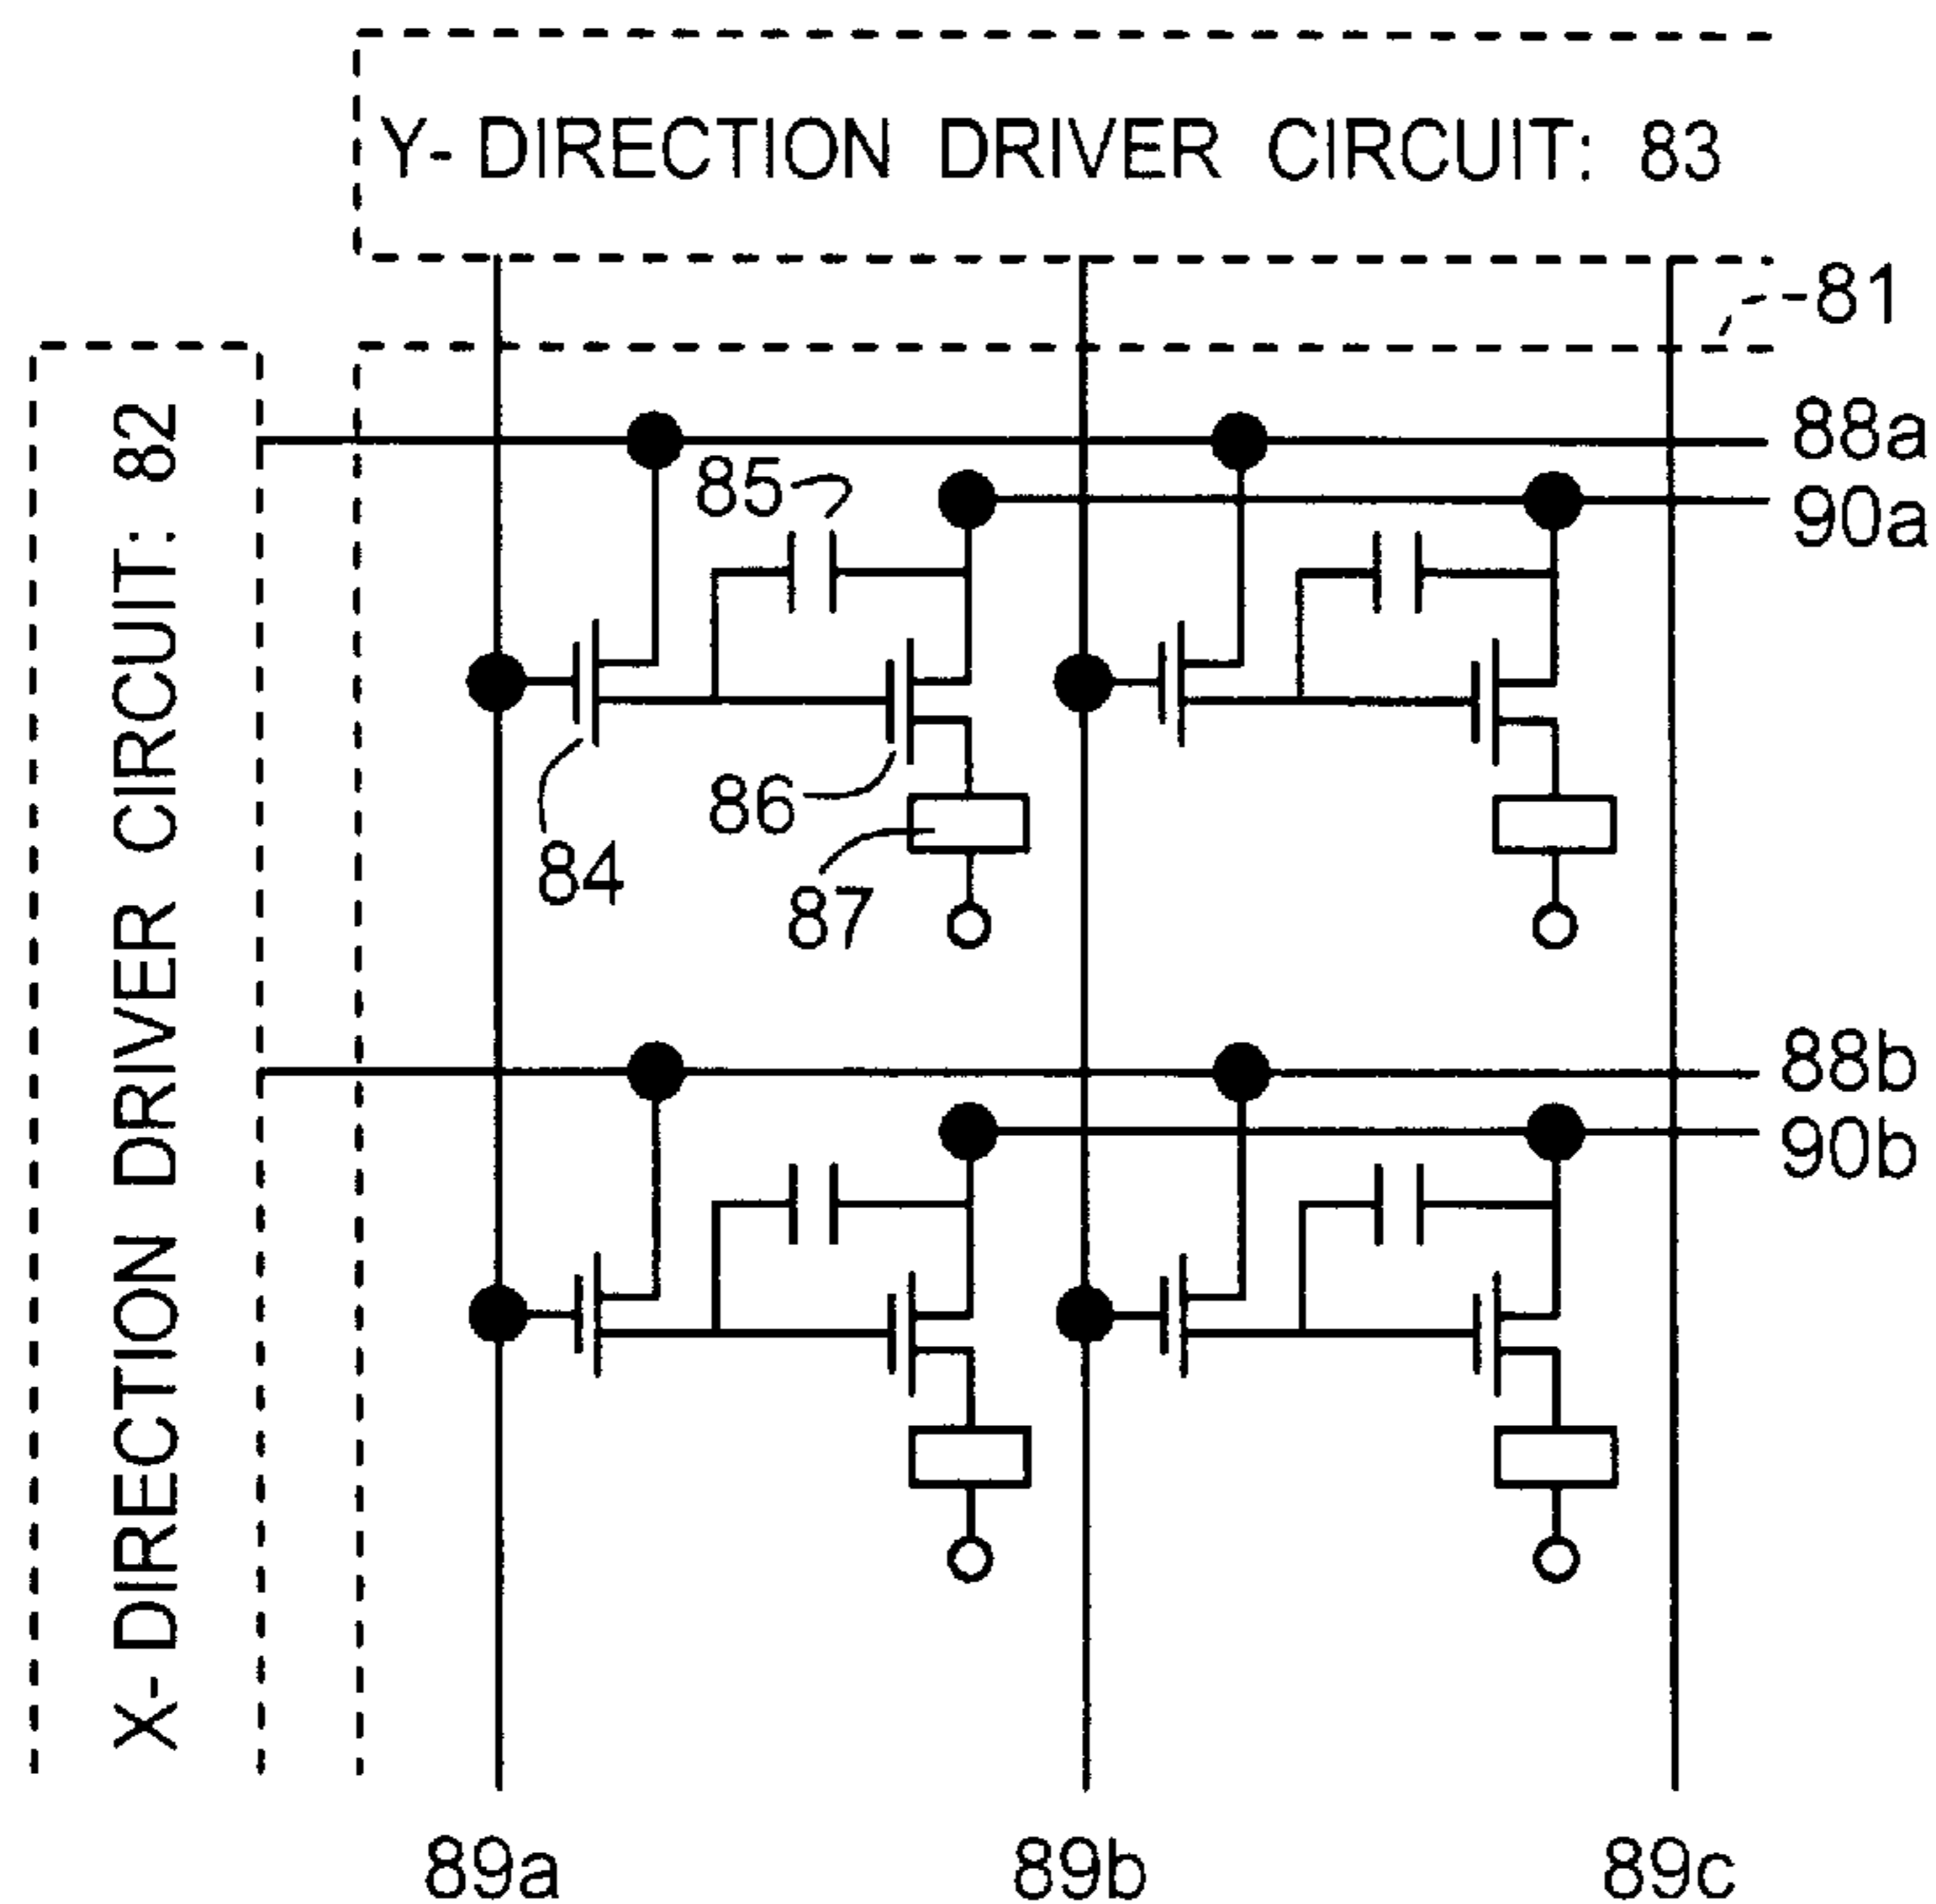 Y- DIRECTION DRIVER CIRCUIT: 83
81
X- DIRECTION DRIVER CIRCUIT: 82
88a
90a
85
86
84
87
88b
90b
89a
89b
89c